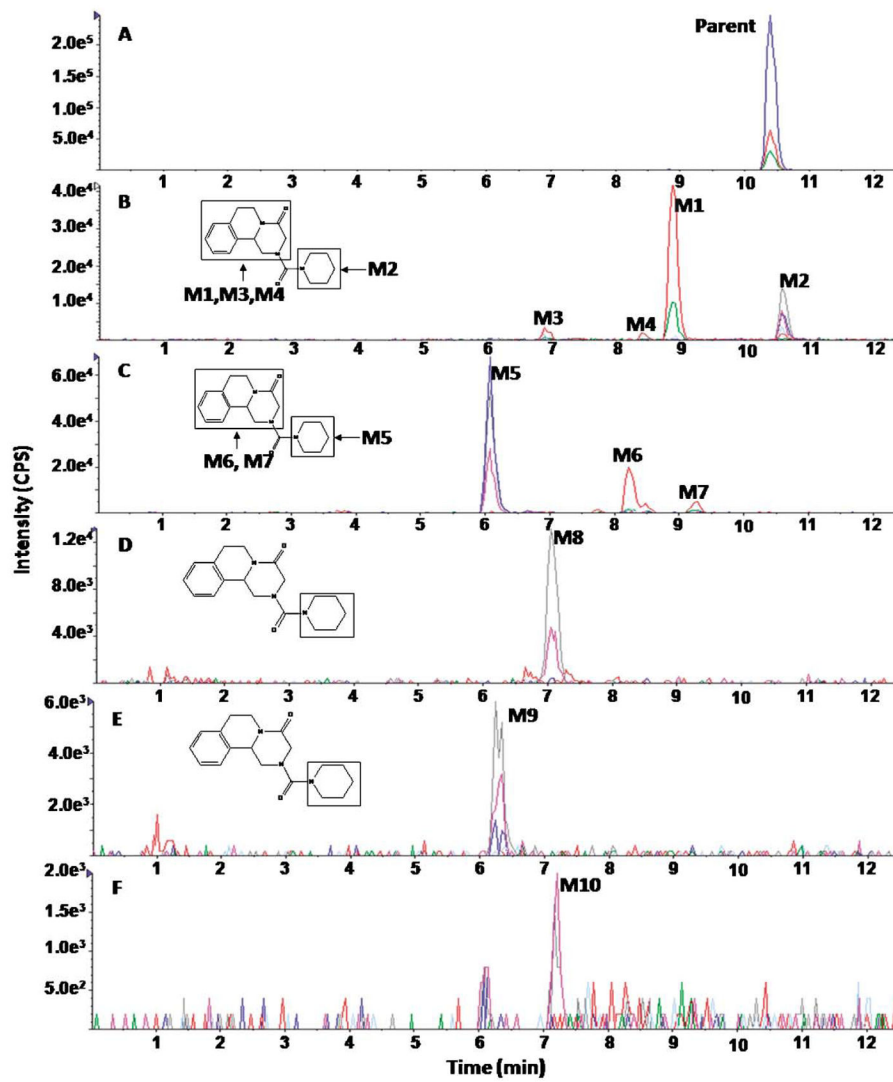 A
Parent
2.0e⁵
1.5e⁵
1.0e⁵
5.0e⁴
1 2 3 4 5 6 7 8 9 10 11 12
B
4.0e⁴
3.0e⁴
2.0e⁴
1.0e⁴
N
N
N
M1
M2
M1,M3,M4
M2
M3
M4
1 2 3 4 5 6 7 8 9 10 11 12
C
6.0e⁴
4.0e⁴
2.0e⁴
N
N
N
M5
M5
M6, M7
M6
M7
1 2 3 4 5 6 7 8 9 10 11 12
Intensity (CPS)
D
1.2e⁴
8.0e³
4.0e³
N
N
N
M8
1 2 3 4 5 6 7 8 9 10 11 12
E
6.0e³
4.0e³
2.0e³
N
N
N
M9
1 2 3 4 5 6 7 8 9 10 11 12
F
2.0e³
1.5e³
1.0e³
5.0e²
M10
1 2 3 4 5 6 7 8 9 10 11 12
Time (min)